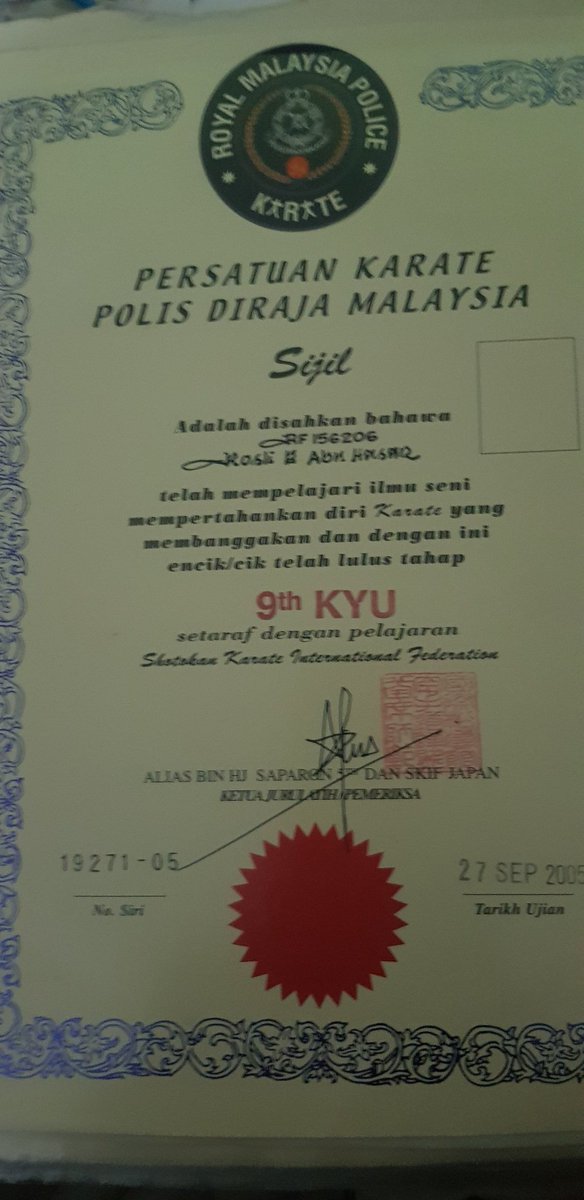 ROYAL MALAYSIA POLICE
KARATE
PERSATUAN KARATE
POLIS DIRAJA MALAYSIA
Sijil
Adalah disahkan bahawa
RF 156206
Abu
telah mempelajari ilmu seni
mempertahankan diri Karate yang
membanggakan dan dengan ini
encik/cik telah lulus tahap
9th KYU
setaraf dengan pelajaran
Shotokan Karate International Federation
ALIAS BIN HJ SAPARON 5TH DAN SKIF JAPAN
KETUA JURULATIH/PEMERIKSA
19271-05
27 SEP 2005
No. Siri
Tarikh Ujian